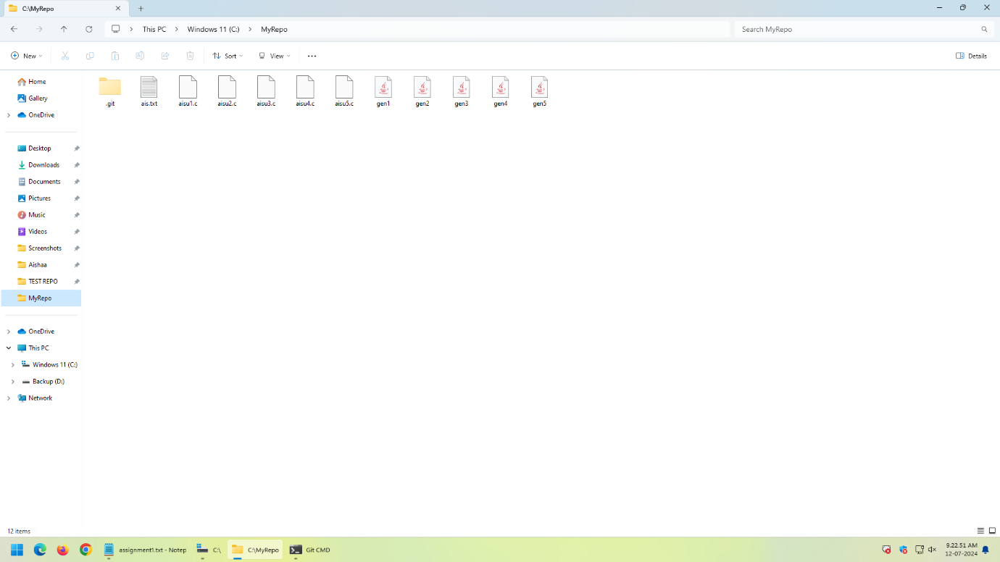 C:\MyRepo
This PC > Windows 11 (C:) > MyRepo
Search MyRepo
New
Sort
View
Details
Home
Gallery
OneDrive
Desktop
Downloads
Documents
Pictures
Music
Videos
Screenshots
Aishaa
TEST REPO
MyRepo
OneDrive
This PC
Windows 11 (C:)
Backup (D:)
Network
.git ais.txt aisu1.c aisu2.c aisu3.c aisu4.c aisu5.c gen1 gen2 gen3 gen4 gen5
12 items
assignment1.txt - Notep C:\ C:\MyRepo Git CMD
9.22.51 AM
12-07-2024